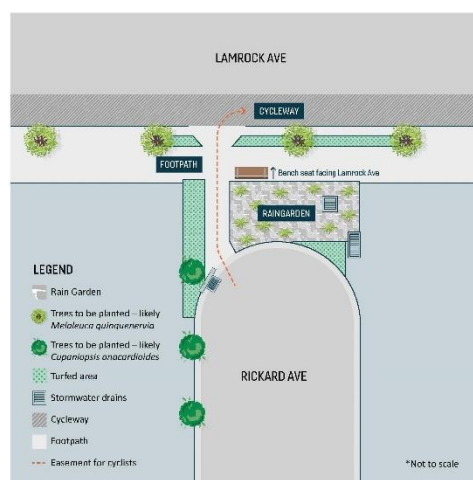 LAMROCK AVE
CYCLEWAY
FOOTPATH
Bench seat facing Lamrock Ave
RAINGARDEN
LEGEND
Rain Garden
Trees to be planted – likely
Melaleuca quinquenervia
Trees to be planted – likely
Cupaniopsis anacardioides
Turfed area
Stormwater drains
Cycleway
Footpath
Easement for cyclists
RICKARD AVE
*Not to scale